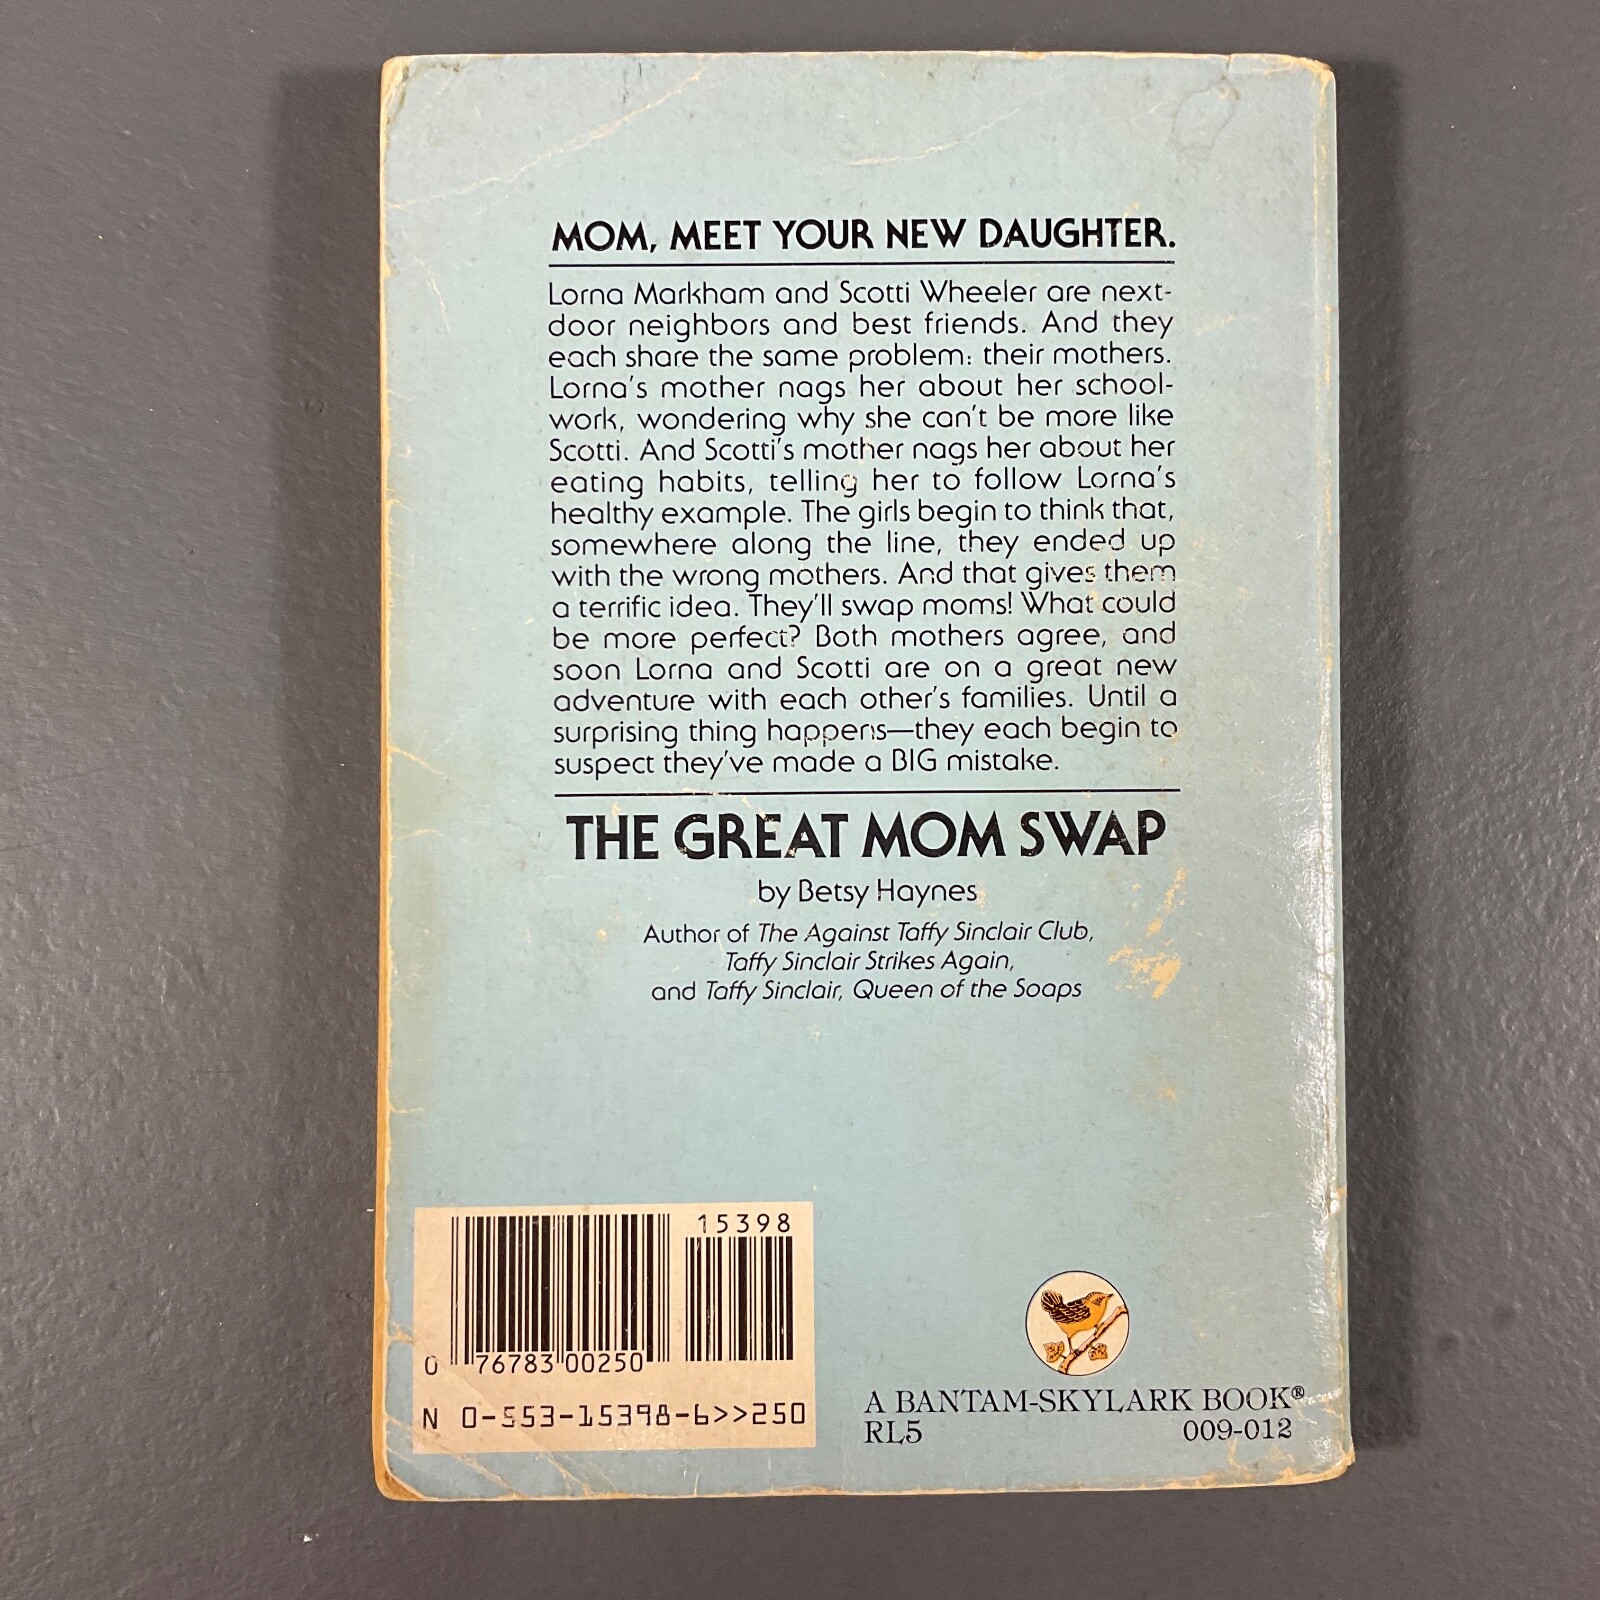 MOM, MEET YOUR NEW DAUGHTER.
Lorna Markham and Scotti Wheeler are next-
door neighbors and best friends. And they
each share the same problem: their mothers.
Lorna's mother nags her about her school-
work, wondering why she can't be more like
Scotti. And Scotti's mother nags her about her
eating habits, telling her to follow Lorna's
healthy example. The girls begin to think that,
somewhere along the line, they ended up
with the wrong mothers. And that gives them
a terrific idea. They'll swap moms! What could
be more perfect? Both mothers agree, and
soon Lorna and Scotti are on a great new
adventure with each other's families. Until a
surprising thing happens—they each begin to
suspect they've made a BIG mistake.
THE GREAT MOM SWAP
by Betsy Haynes
Author of The Against Taffy Sinclair Club,
Taffy Sinclair Strikes Again,
and Taffy Sinclair, Queen of the Soaps
15398
0 76783 00250
N 0-553-15398-6>>250
A BANTAM-SKYLARK BOOK®
RL5 009-012